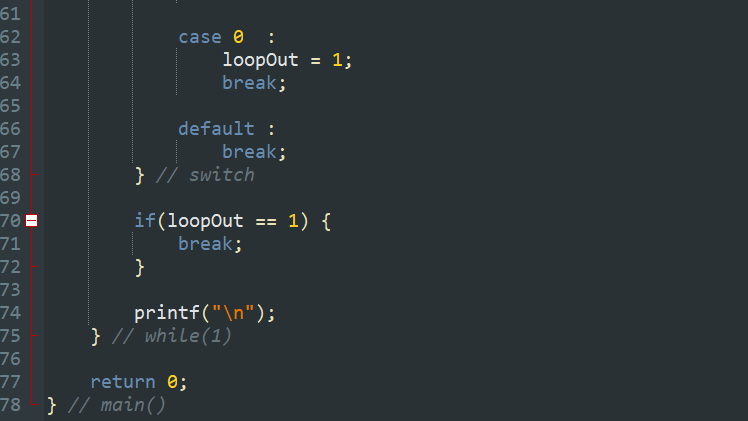 61
62 case 0 :
63 loopOut = 1;
64 break;
65
66 default :
67 break;
68 } // switch
69
70 if(loopOut == 1) {
71 break;
72 }
73
74 printf("\n");
75 } // while(1)
76
77 return 0;
78 } // main()